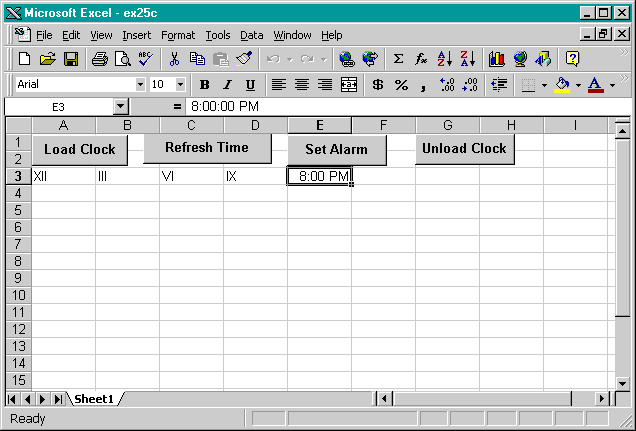 Microsoft Excel - ex25c
File Edit View Insert Format Tools Data Window Help
Arial 10 B I U $ % ,
E3 = 8:00:00 PM
A B C D E F G H I
1 Load Clock Refresh Time Set Alarm Unload Clock
2
3 XII III VI IX 8:00 PM
4
5
6
7
8
9
10
11
12
13
14
15
Sheet1
Ready